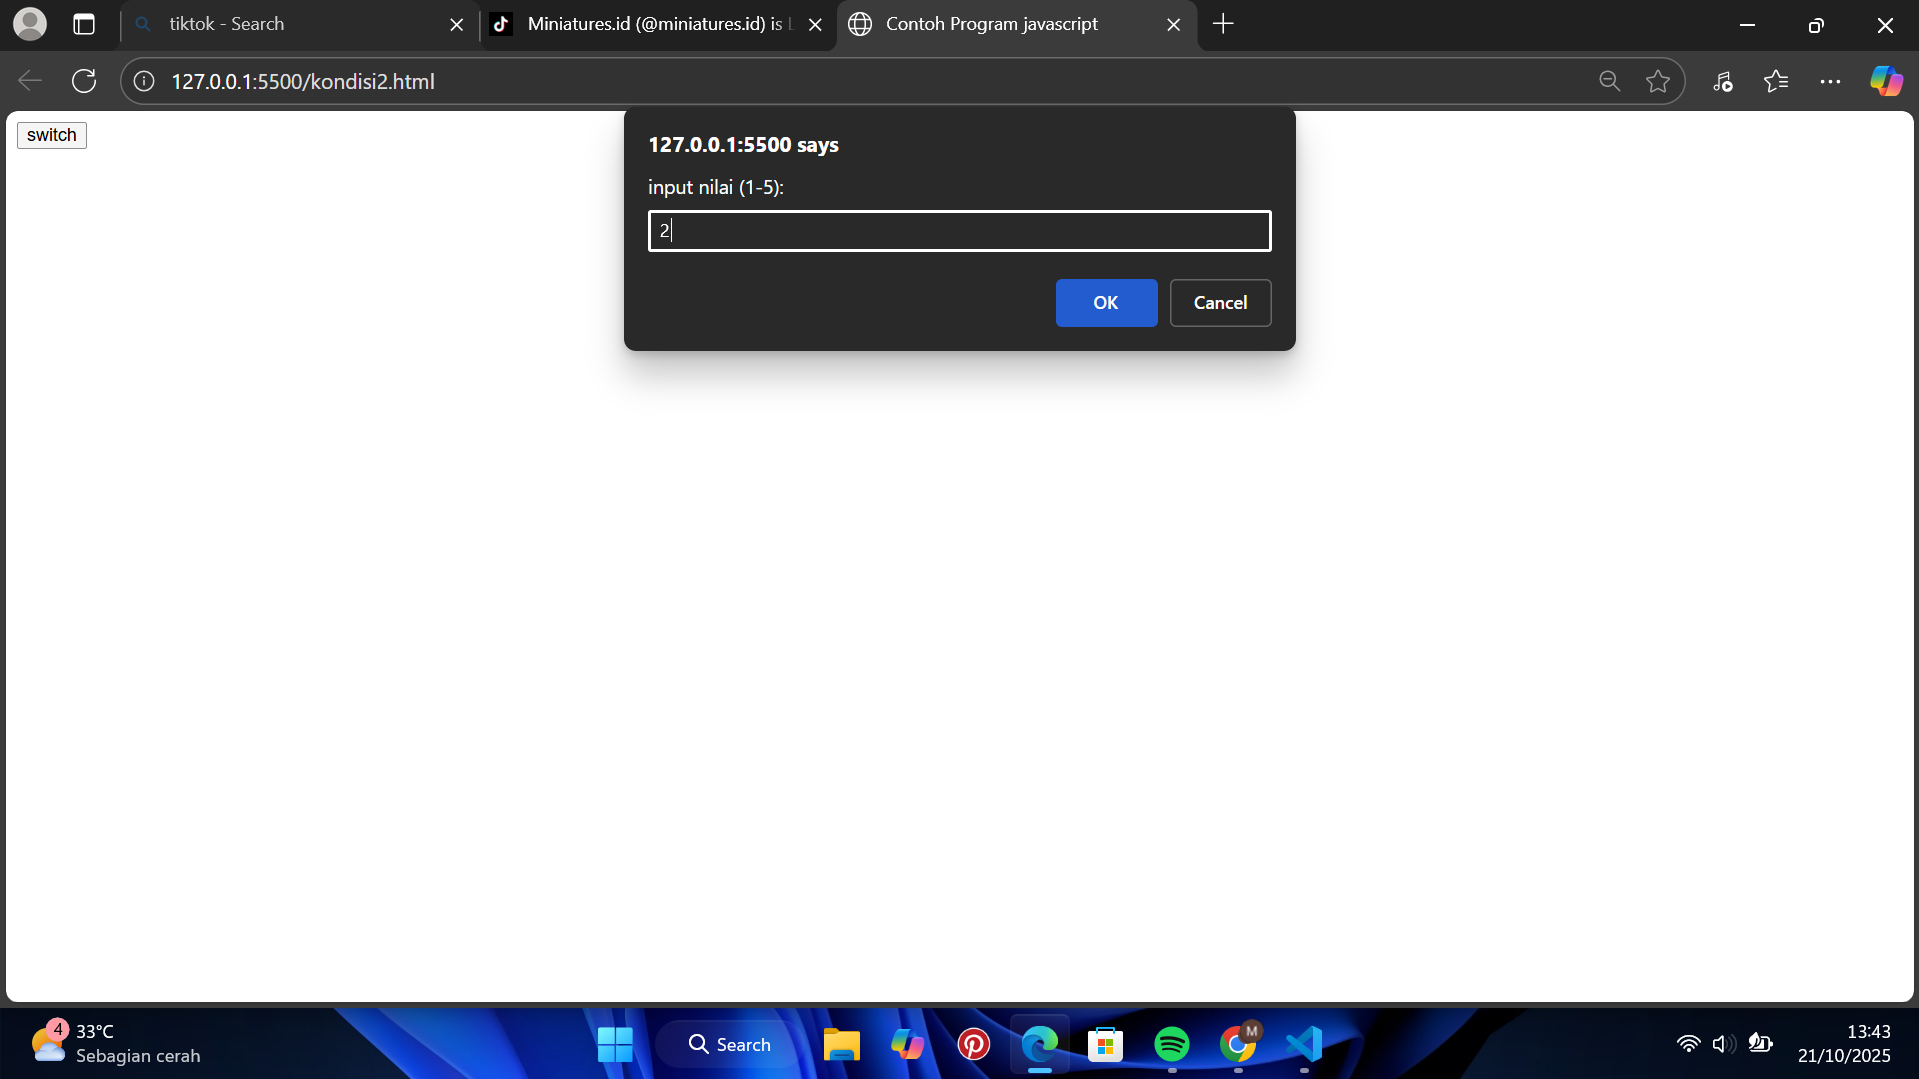 tiktok - Search
Miniatures.id (@miniatures.id) is L
Contoh Program javascript
127.0.0.1:5500/kondisi2.html
switch
127.0.0.1:5500 says
input nilai (1-5):
2
OK
Cancel
4
33°C
Sebagian cerah
Search
M
13:43
21/10/2025